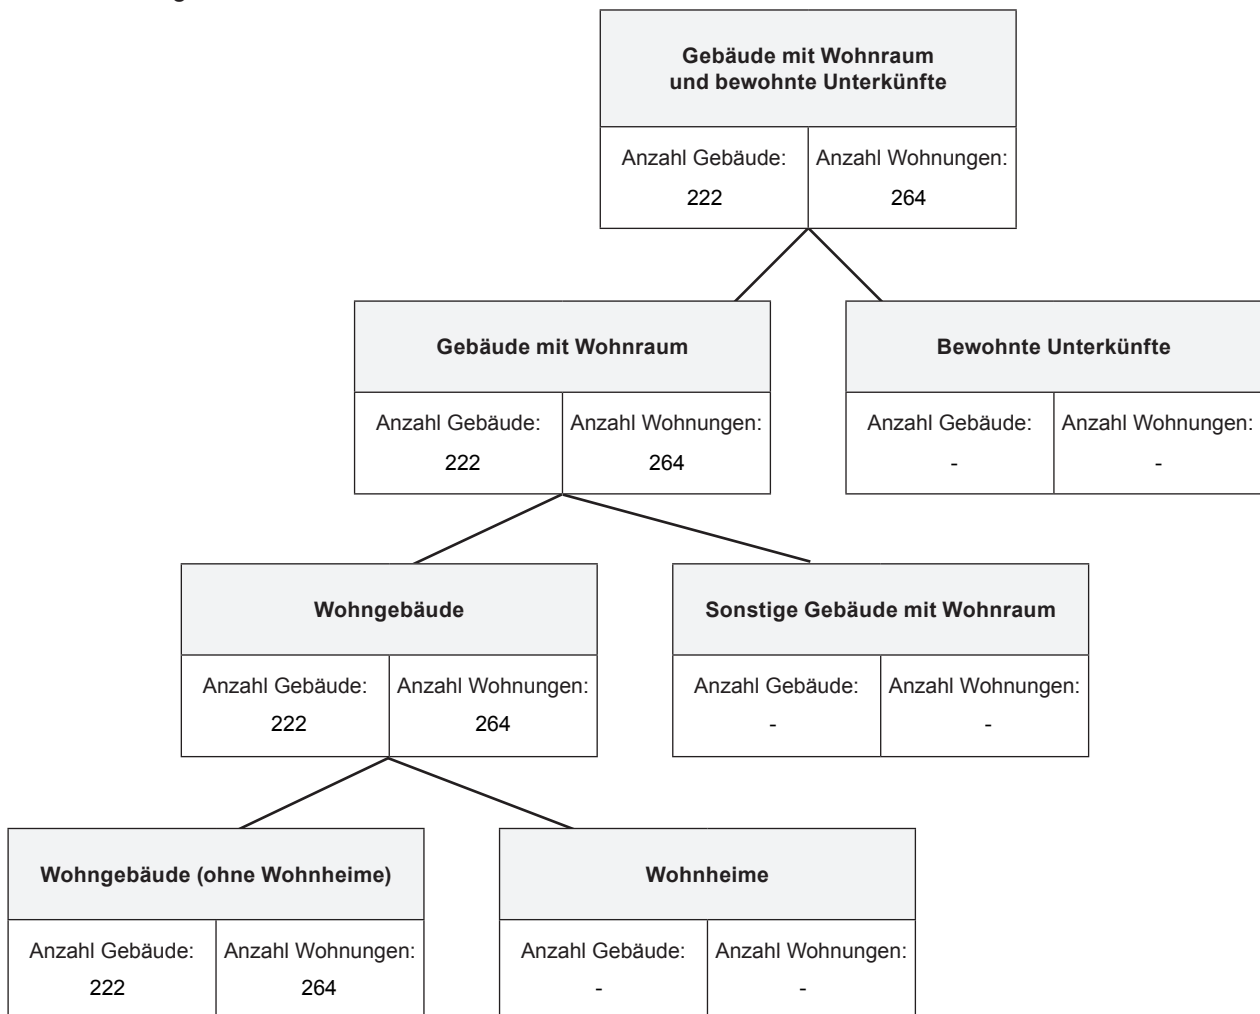 Gebäude mit Wohnraum
und bewohnte Unterkünfte
Anzahl Gebäude: Anzahl Wohnungen:
222 264
Gebäude mit Wohnraum
Anzahl Gebäude: Anzahl Wohnungen:
222 264
Bewohnte Unterkünfte
Anzahl Gebäude: Anzahl Wohnungen:
- -
Wohngebäude
Anzahl Gebäude: Anzahl Wohnungen:
222 264
Sonstige Gebäude mit Wohnraum
Anzahl Gebäude: Anzahl Wohnungen:
- -
Wohngebäude (ohne Wohnheime)
Anzahl Gebäude: Anzahl Wohnungen:
222 264
Wohnheime
Anzahl Gebäude: Anzahl Wohnungen:
- -